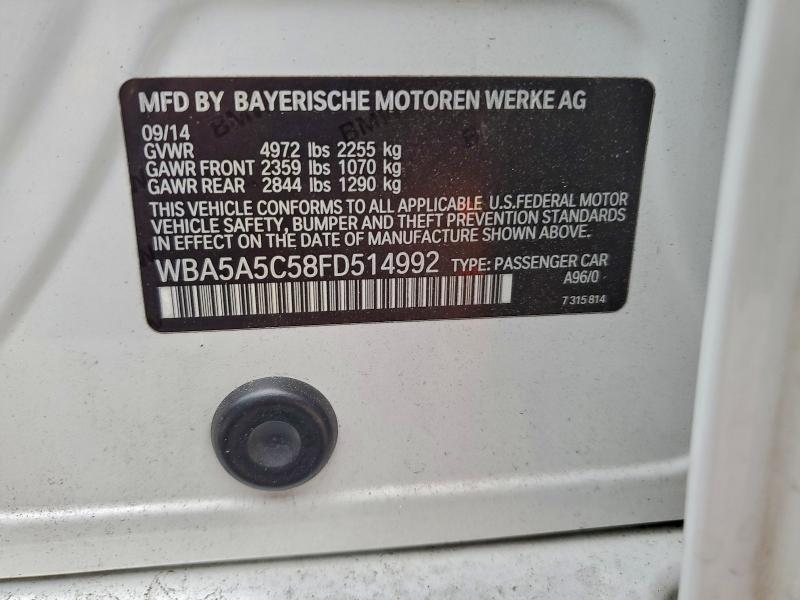 MFD BY BAYERISCHE MOTOREN WERKE AG
09/14
GVWR 4972 lbs 2255 kg
GAWR FRONT 2359 lbs 1070 kg
GAWR REAR 2844 lbs 1290 kg
THIS VEHICLE CONFORMS TO ALL APPLICABLE U.S.FEDERAL MOTOR
VEHICLE SAFETY, BUMPER AND THEFT PREVENTION STANDARDS
IN EFFECT ON THE DATE OF MANUFACTURE SHOWN ABOVE.
WBA5A5C58FD514992 TYPE: PASSENGER CAR
A96/0
7 315 814